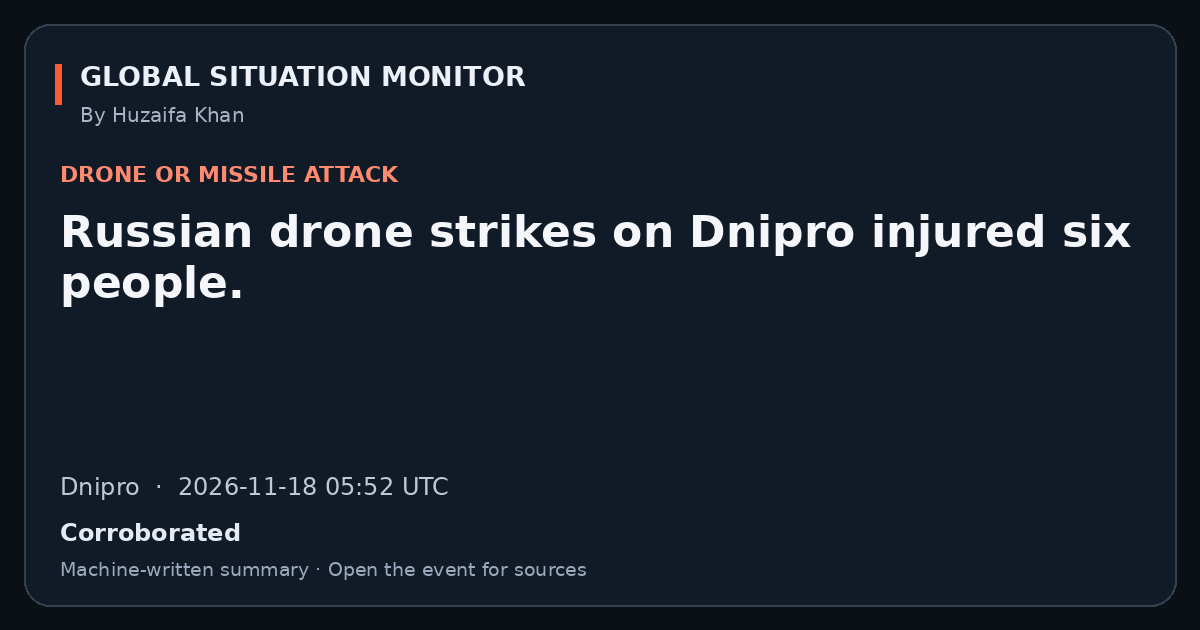 GLOBAL SITUATION MONITOR
By Huzaifa Khan
DRONE OR MISSILE ATTACK
Russian drone strikes on Dnipro injured six
people.
Dnipro · 2026-11-18 05:52 UTC
Corroborated
Machine-written summary · Open the event for sources